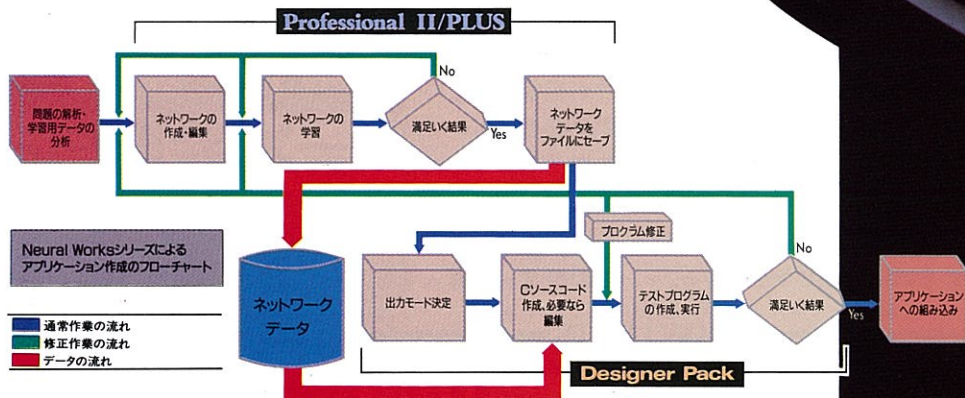 Professional II/PLUS
問題の解析・
学習用データの
分析
ネットワークの
作成・編集
ネットワークの
学習
満足いく結果
No
Yes
ネットワーク
データを
ファイルにセーブ
プログラム修正
Neural Worksシリーズによる
アプリケーション作成のフローチャート
ネットワーク
データ
出力モード決定
Cソースコード
作成、必要なら
編集
テストプログラム
の作成、実行
満足いく結果
No
Yes
アプリケーション
への組み込み
通常作業の流れ
修正作業の流れ
データの流れ
Designer Pack